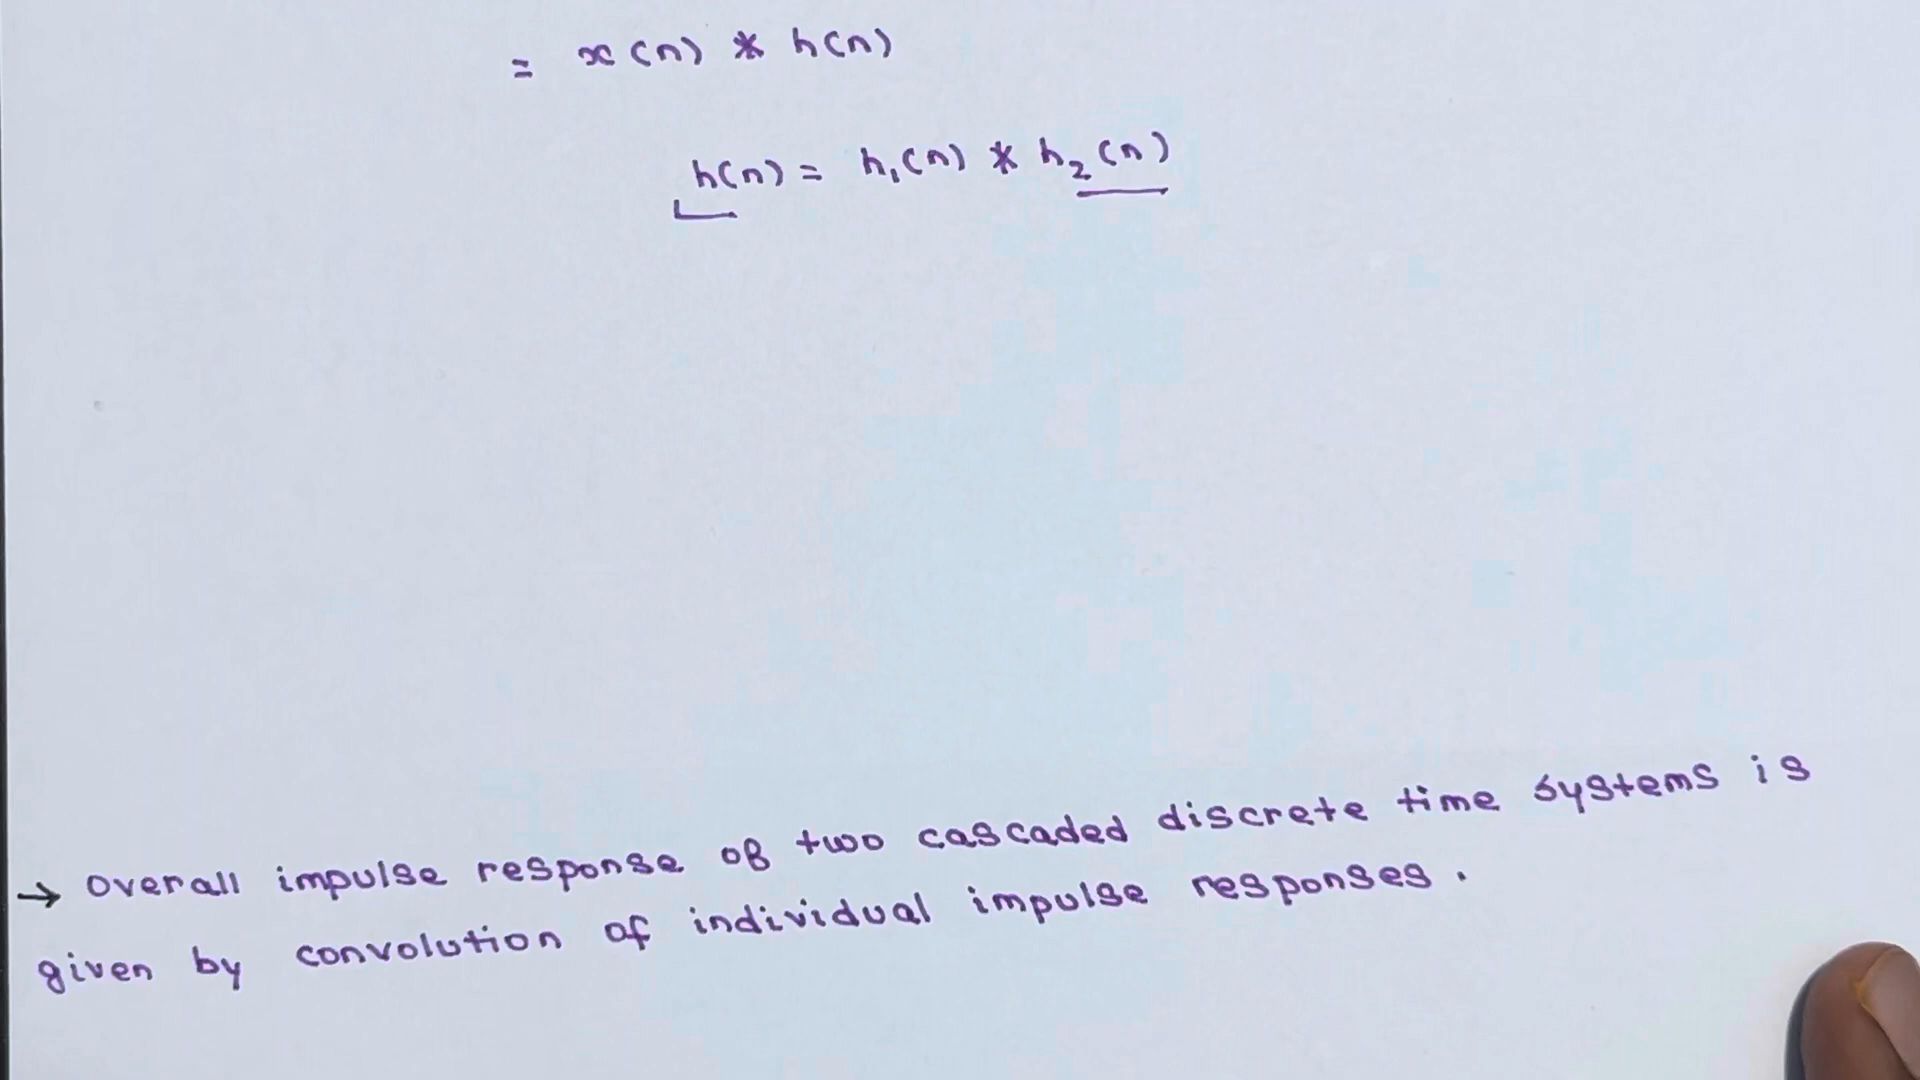 = x(n) * h(n)
h(n) = h₁(n) * h₂(n)
→ Overall impulse response of two cascaded discrete time systems is
given by convolution of individual impulse responses.